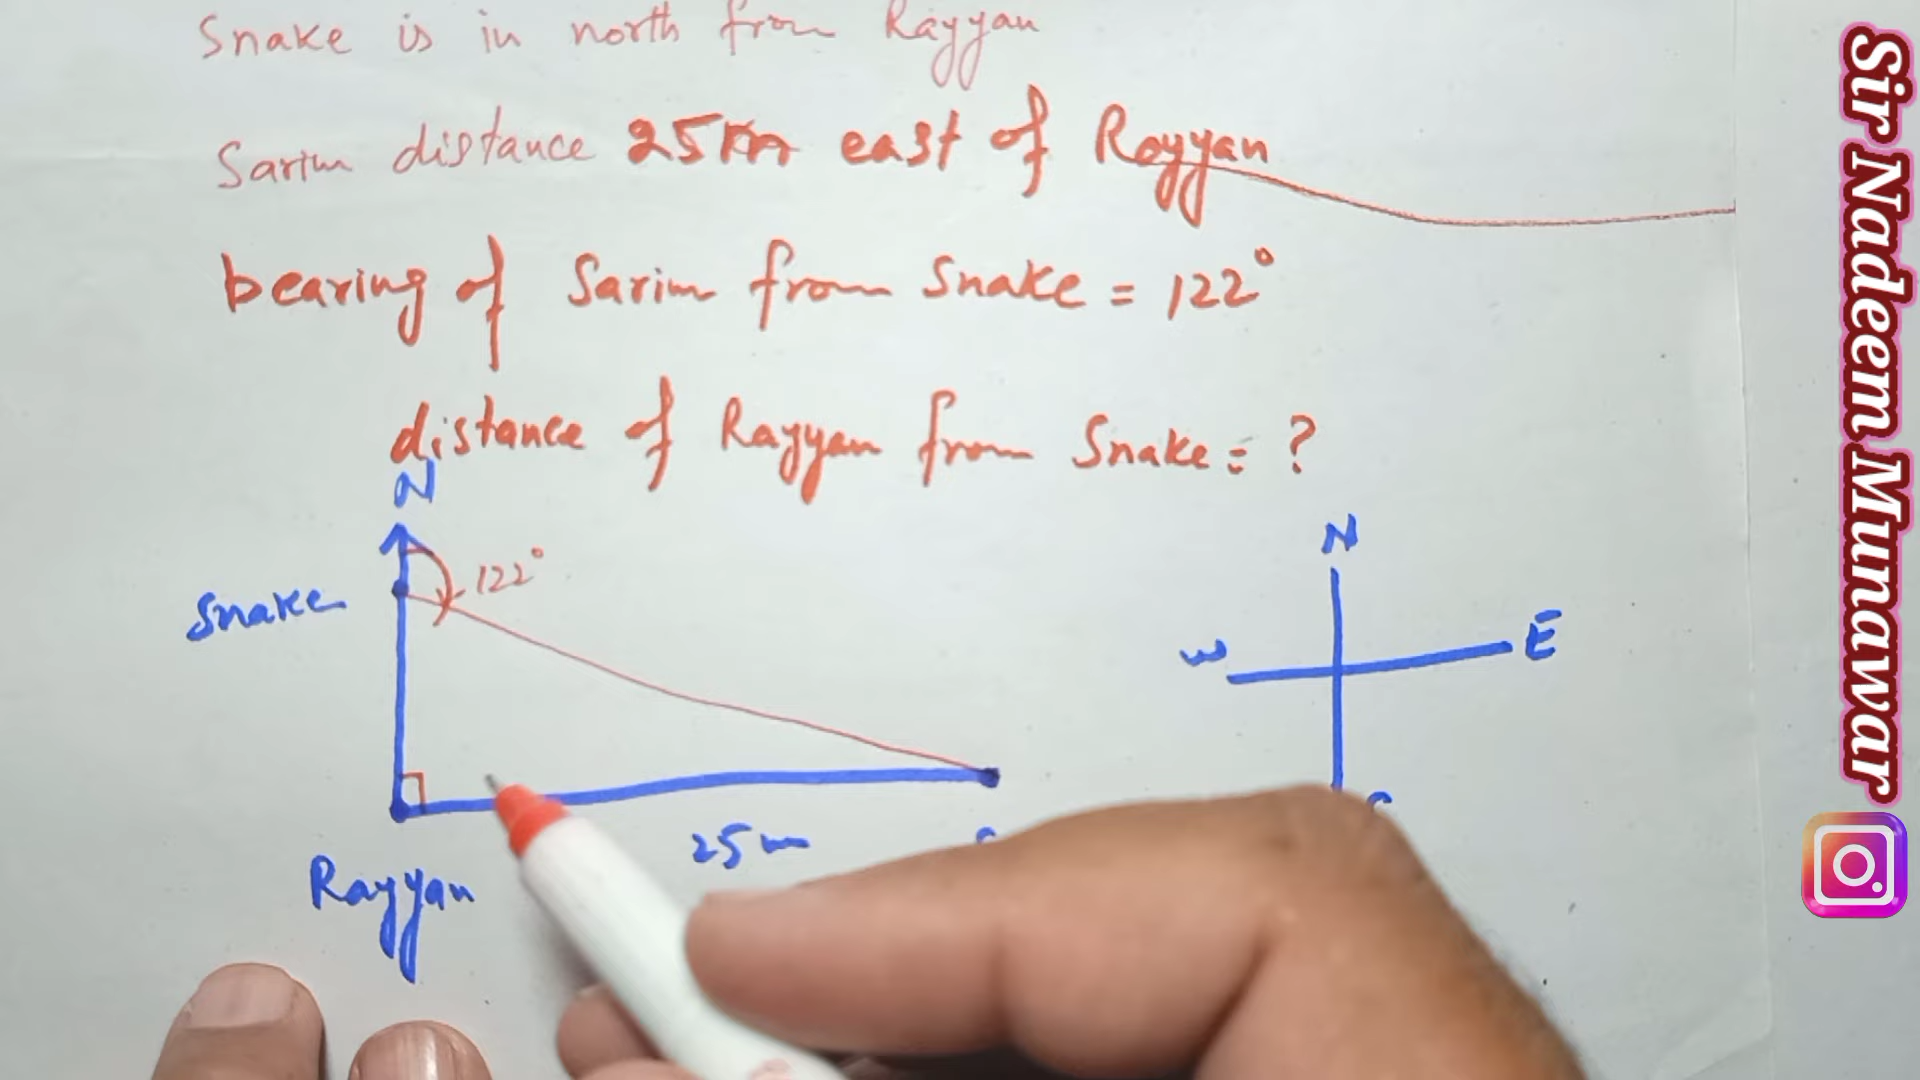 Snake is in north from Rayyan
Sarim distance 25m east of Rayyan
bearing of Sarim from Snake = 122°
distance of Rayyan from Snake = ?
N
122°
Snake
N
W
E
25m
Rayyan
Sir Nadeem Munawar